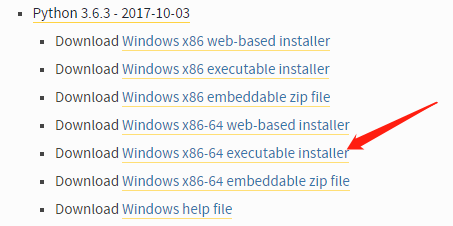 Python 3.6.3 - 2017-10-03
Download Windows x86 web-based installer
Download Windows x86 executable installer
Download Windows x86 embeddable zip file
Download Windows x86-64 web-based installer
Download Windows x86-64 executable installer
Download Windows x86-64 embeddable zip file
Download Windows help file